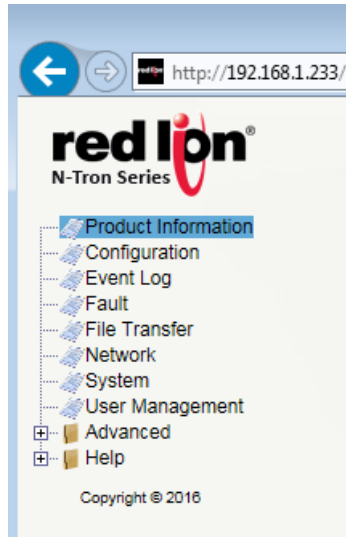 http://192.168.1.233/
red lion®
N-Tron Series
Product Information
Configuration
Event Log
Fault
File Transfer
Network
System
User Management
Advanced
Help
Copyright © 2016